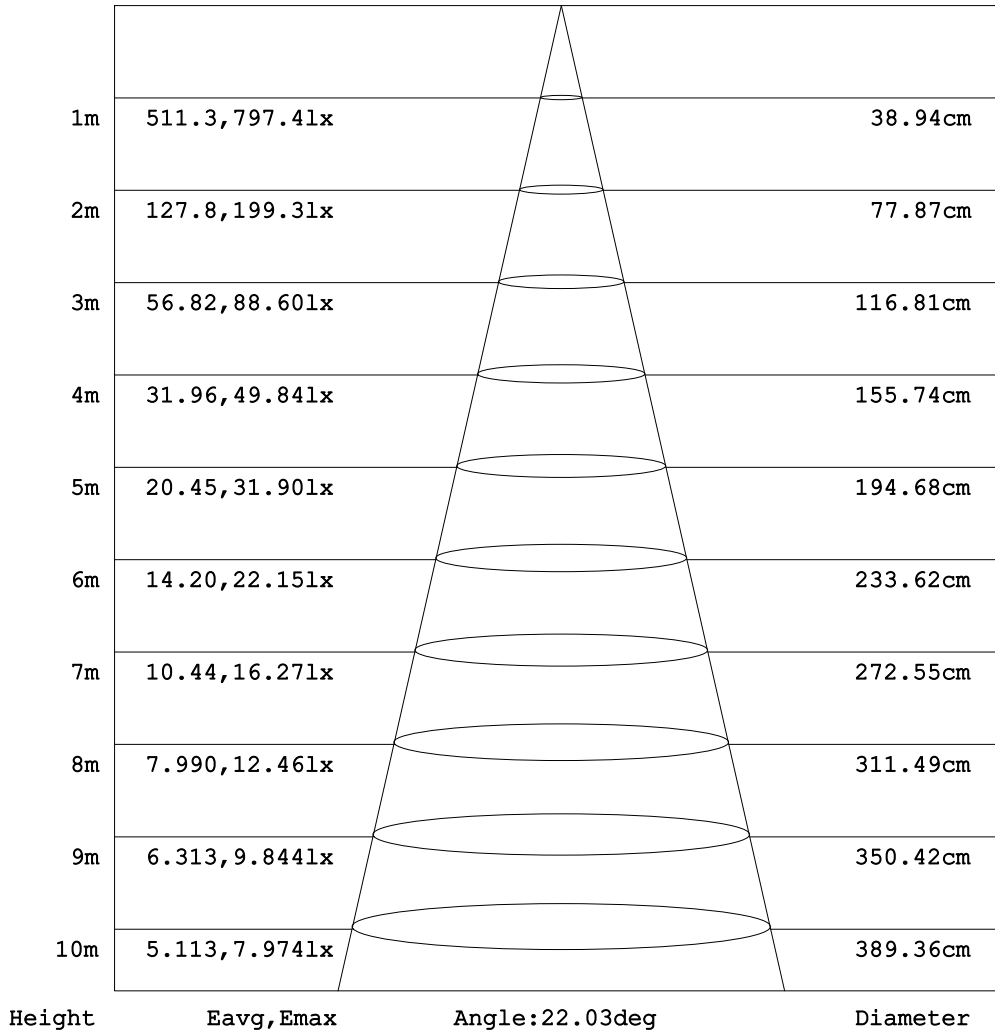 1m 511.3,797.4lx 38.94cm
2m 127.8,199.3lx 77.87cm
3m 56.82,88.60lx 116.81cm
4m 31.96,49.84lx 155.74cm
5m 20.45,31.90lx 194.68cm
6m 14.20,22.15lx 233.62cm
7m 10.44,16.27lx 272.55cm
8m 7.990,12.46lx 311.49cm
9m 6.313,9.844lx 350.42cm
10m 5.113,7.974lx 389.36cm
Height Eavg,Emax Angle:22.03deg Diameter